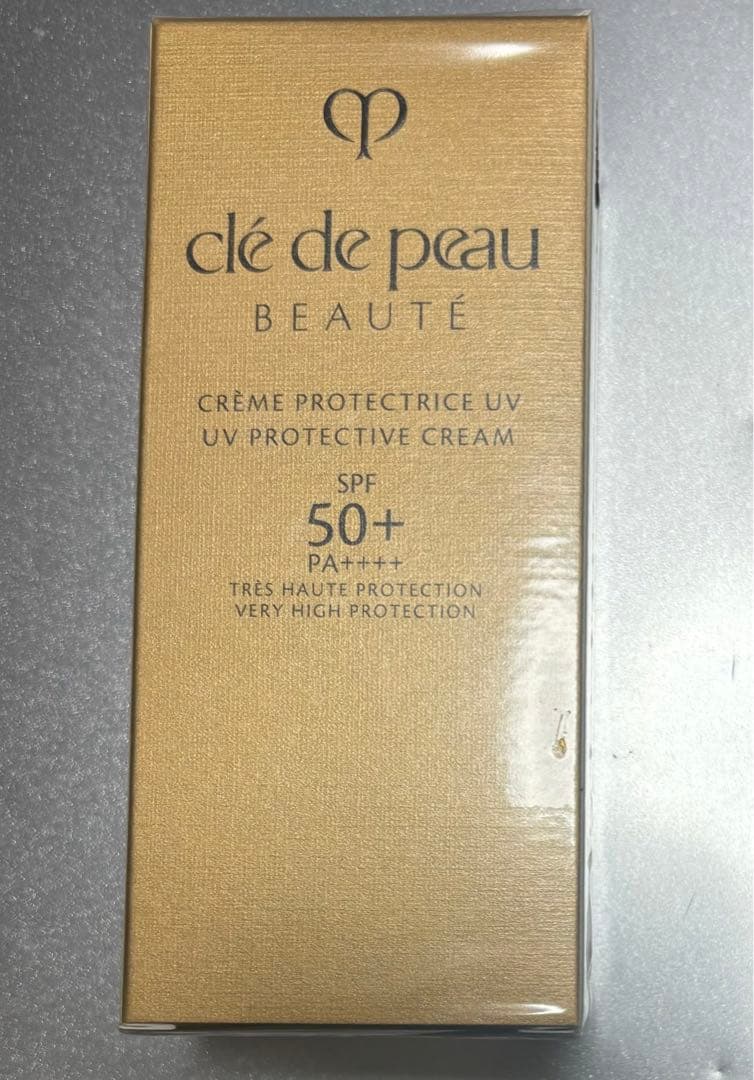 clé de peau
BEAUTÉ
CRÈME PROTECTRICE UV
UV PROTECTIVE CREAM
SPF
50+
PA++++
TRÈS HAUTE PROTECTION
VERY HIGH PROTECTION